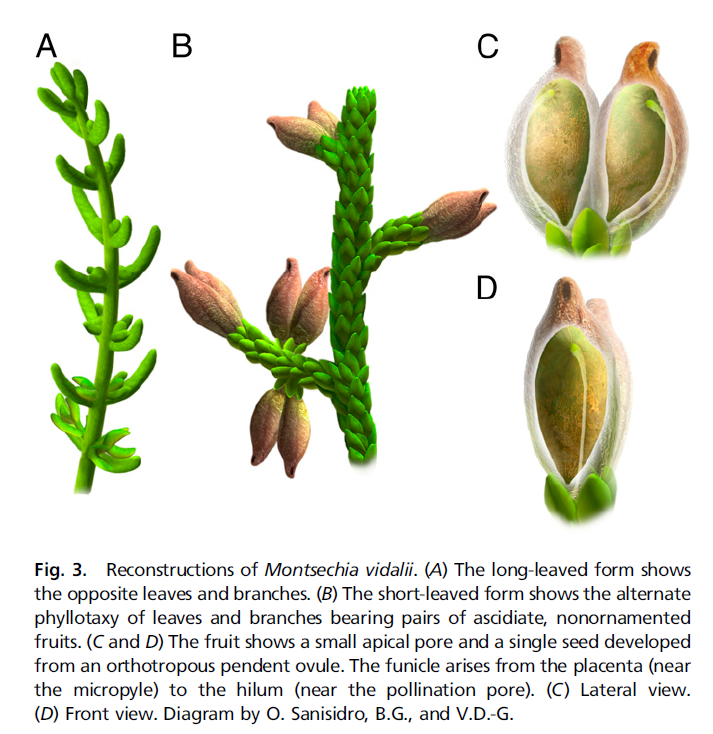 A
B
C
D
Fig. 3. Reconstructions of Montsechia vidalii. (A) The long-leaved form shows
the opposite leaves and branches. (B) The short-leaved form shows the alternate
phyllotaxy of leaves and branches bearing pairs of ascidiate, nonornamented
fruits. (C and D) The fruit shows a small apical pore and a single seed developed
from an orthotropous pendent ovule. The funicle arises from the placenta (near
the micropyle) to the hilum (near the pollination pore). (C) Lateral view.
(D) Front view. Diagram by O. Sanisidro, B.G., and V.D.-G.